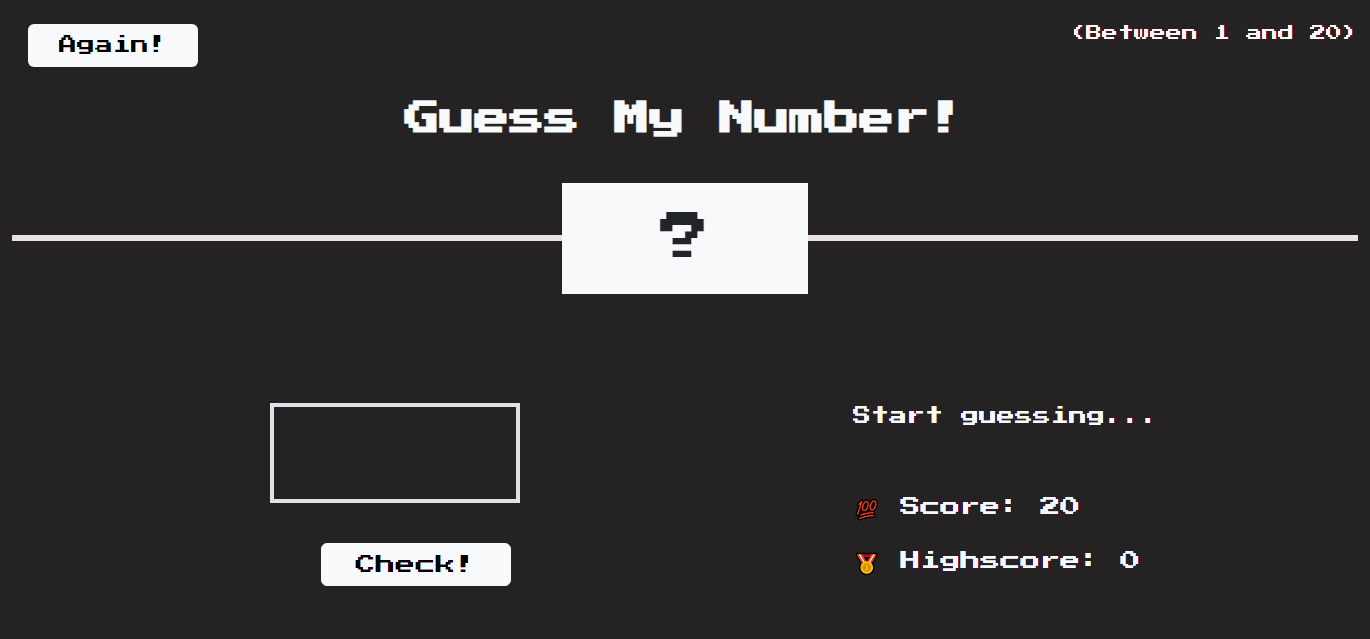 Again!
(Between 1 and 20)
Guess My Number!
?
Start guessing...
💯 Score: 20
Check!
🥇 Highscore: 0